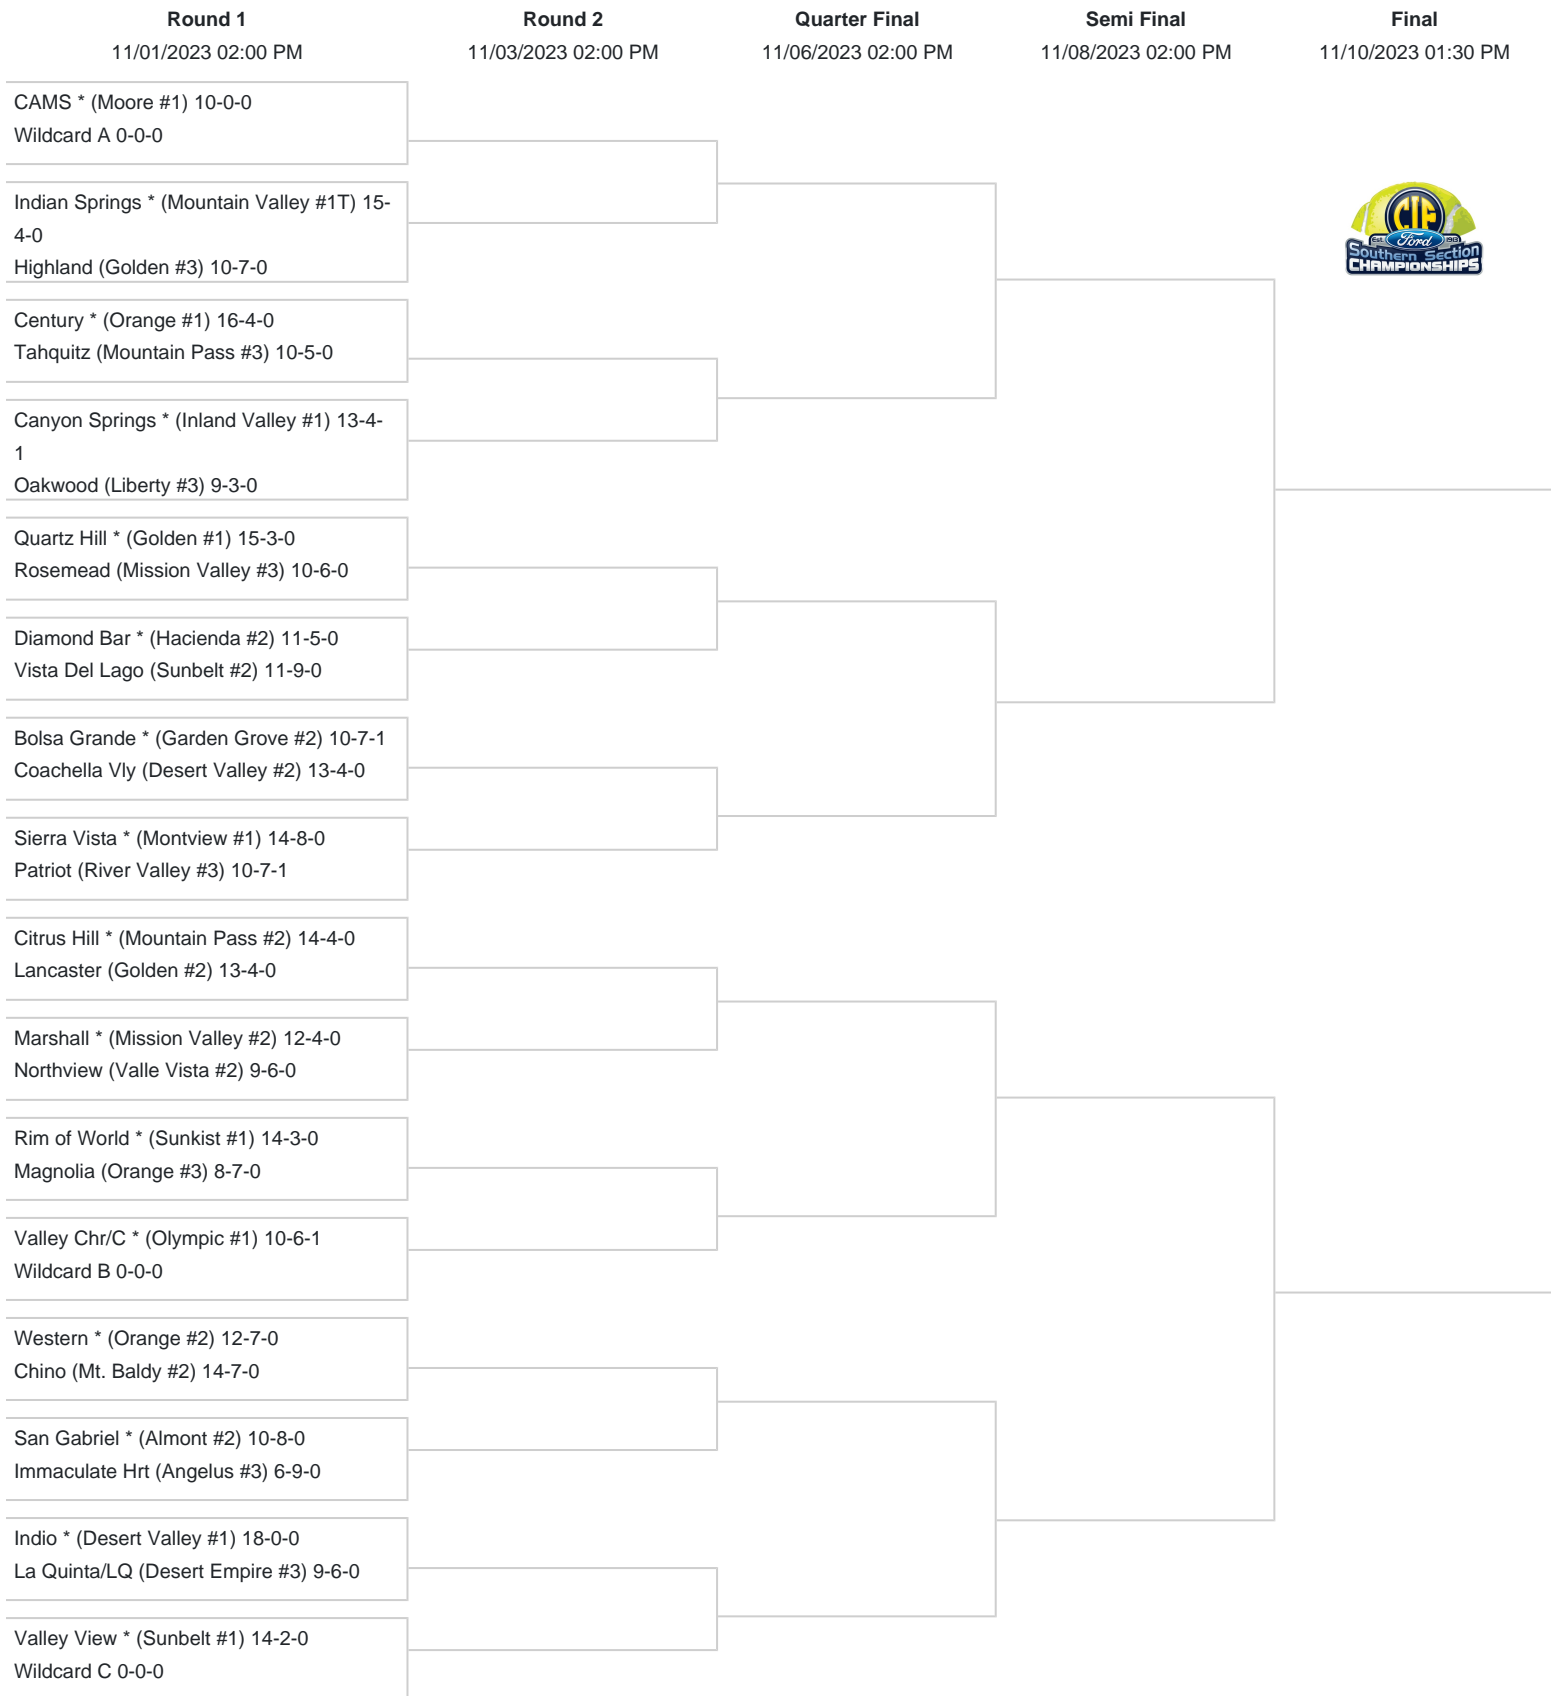 Round 1
11/01/2023 02:00 PM
Round 2
11/03/2023 02:00 PM
Quarter Final
11/06/2023 02:00 PM
Semi Final
11/08/2023 02:00 PM
Final
11/10/2023 01:30 PM
CAMS * (Moore #1) 10-0-0
Wildcard A 0-0-0
Indian Springs * (Mountain Valley #1T) 15-
4-0
Highland (Golden #3) 10-7-0
Century * (Orange #1) 16-4-0
Tahquitz (Mountain Pass #3) 10-5-0
Canyon Springs * (Inland Valley #1) 13-4-
1
Oakwood (Liberty #3) 9-3-0
Quartz Hill * (Golden #1) 15-3-0
Rosemead (Mission Valley #3) 10-6-0
Diamond Bar * (Hacienda #2) 11-5-0
Vista Del Lago (Sunbelt #2) 11-9-0
Bolsa Grande * (Garden Grove #2) 10-7-1
Coachella Vly (Desert Valley #2) 13-4-0
Sierra Vista * (Montview #1) 14-8-0
Patriot (River Valley #3) 10-7-1
Citrus Hill * (Mountain Pass #2) 14-4-0
Lancaster (Golden #2) 13-4-0
Marshall * (Mission Valley #2) 12-4-0
Northview (Valle Vista #2) 9-6-0
Rim of World * (Sunkist #1) 14-3-0
Magnolia (Orange #3) 8-7-0
Valley Chr/C * (Olympic #1) 10-6-1
Wildcard B 0-0-0
Western * (Orange #2) 12-7-0
Chino (Mt. Baldy #2) 14-7-0
San Gabriel * (Almont #2) 10-8-0
Immaculate Hrt (Angelus #3) 6-9-0
Indio * (Desert Valley #1) 18-0-0
La Quinta/LQ (Desert Empire #3) 9-6-0
Valley View * (Sunbelt #1) 14-2-0
Wildcard C 0-0-0
CIF
Est. Ford 1913
Southern Section
CHAMPIONSHIPS